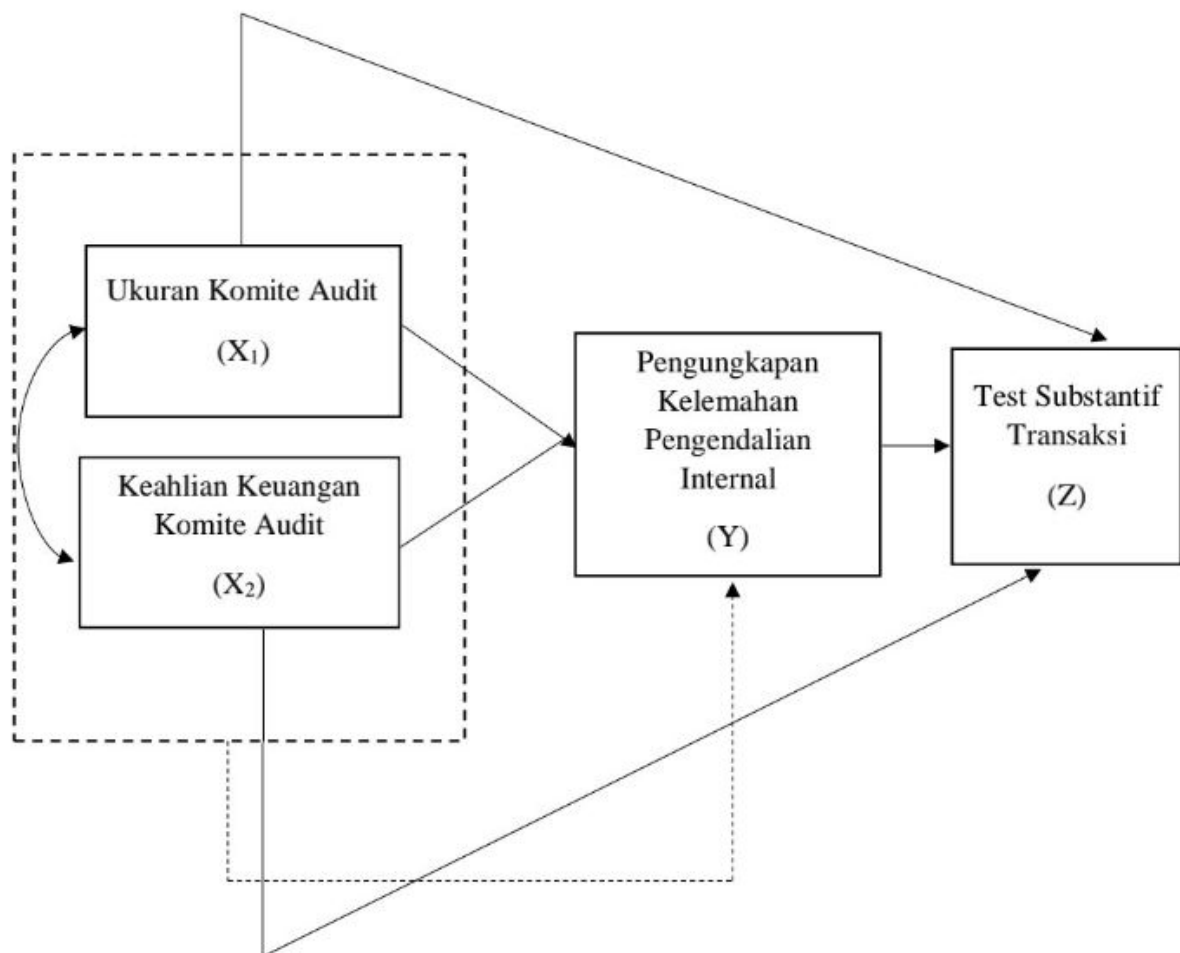 Ukuran Komite Audit
(X₁)
Keahlian Keuangan
Komite Audit
(X₂)
Pengungkapan
Kelemahan
Pengendalian
Internal
(Y)
Test Substantif
Transaksi
(Z)